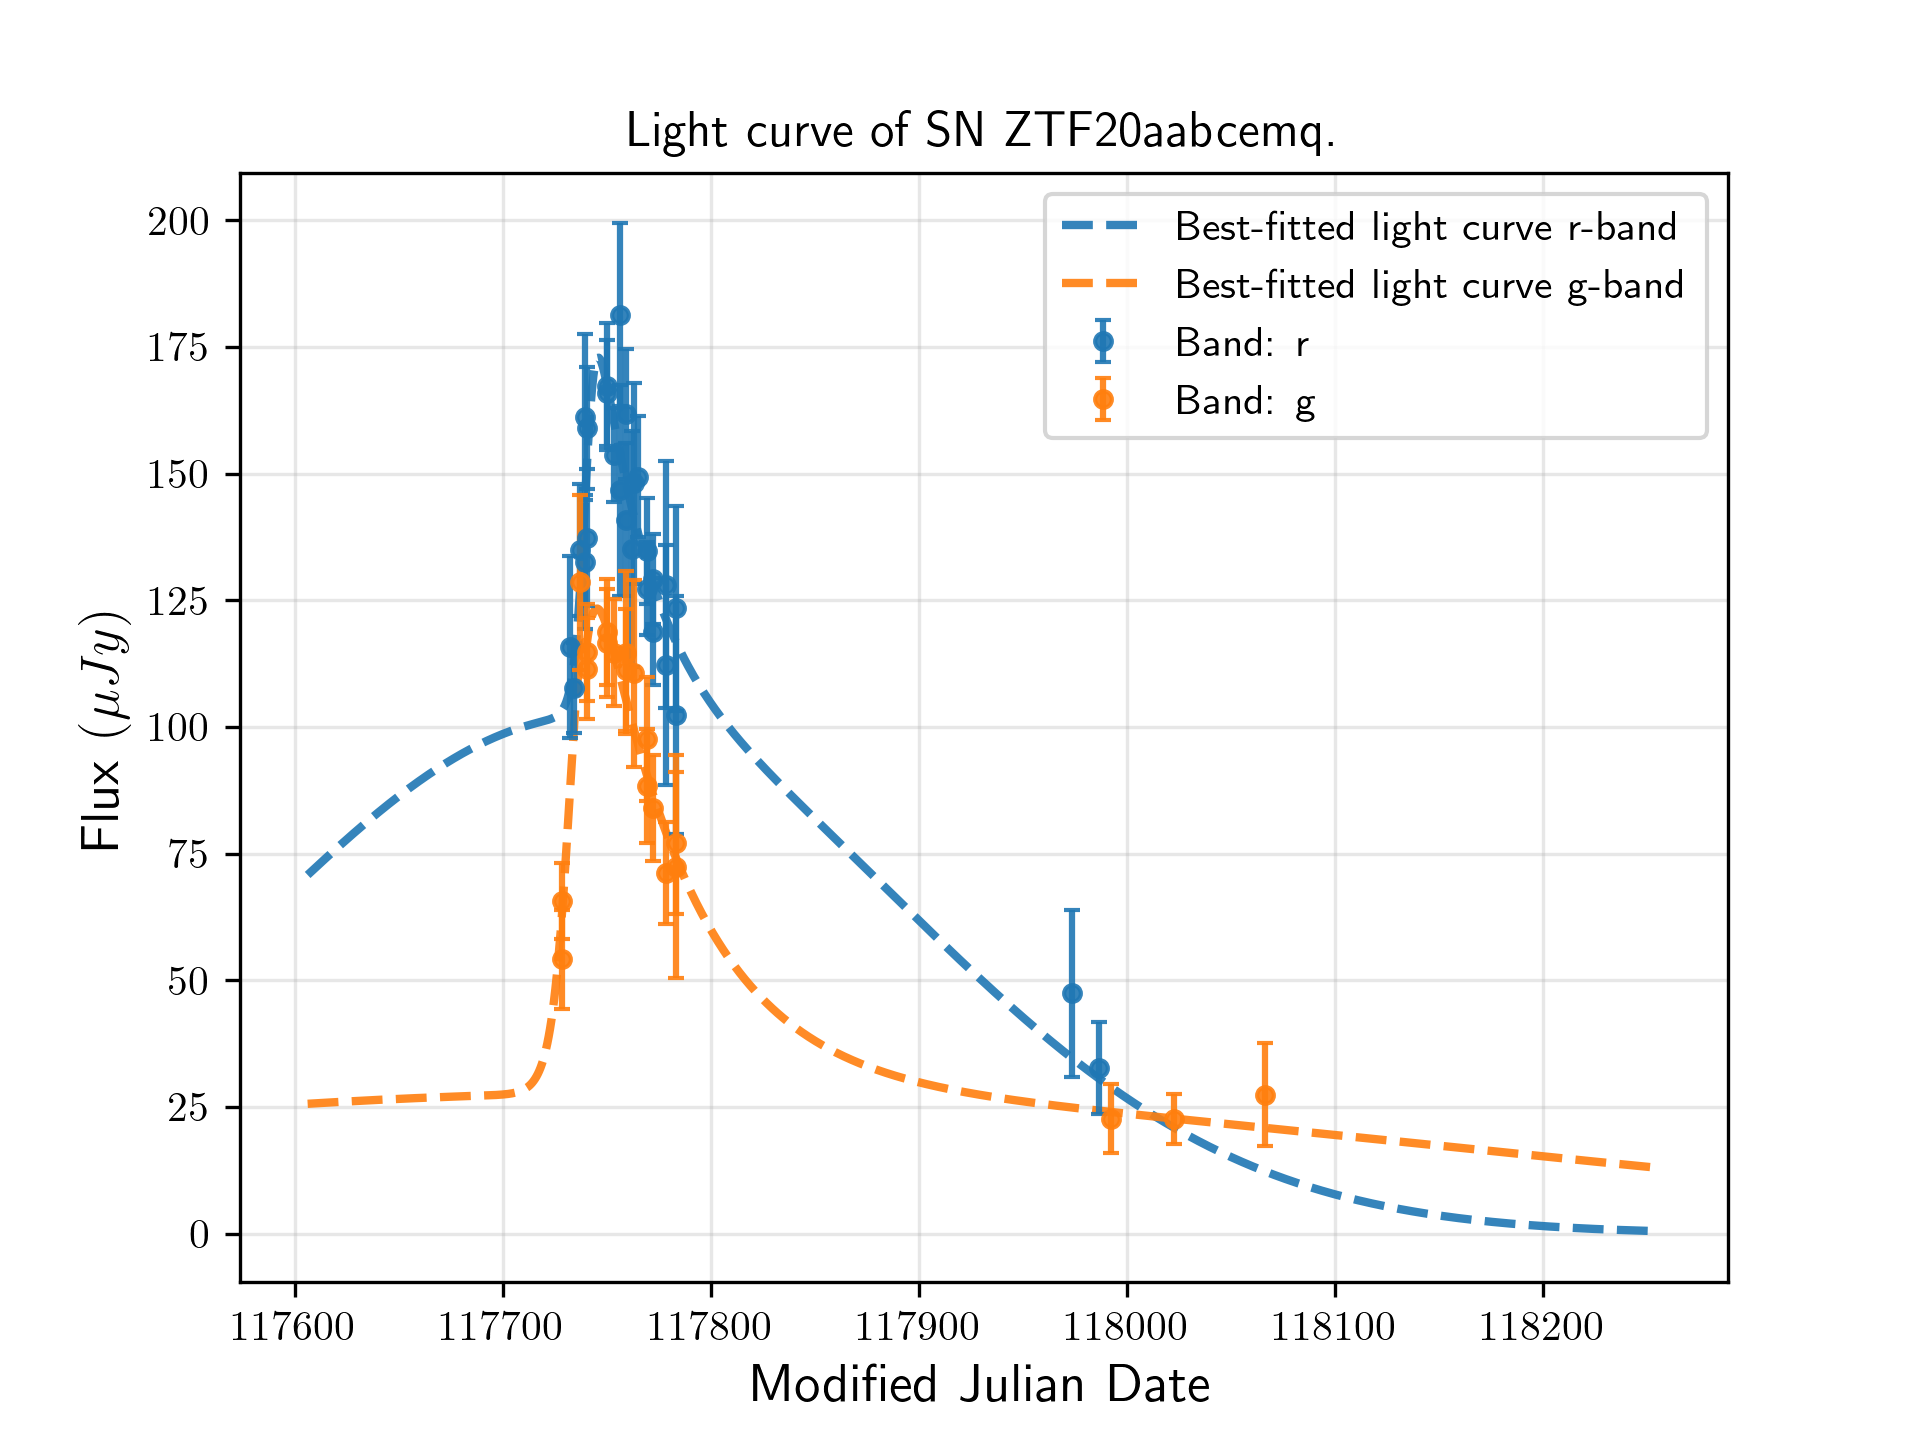 Light curve of SN ZTF20aabcemq.
200
175
150
125
100
75
50
25
0
Flux (μJy)
Best-fitted light curve r-band
Best-fitted light curve g-band
Band: r
Band: g
117600 117700 117800 117900 118000 118100 118200
Modified Julian Date